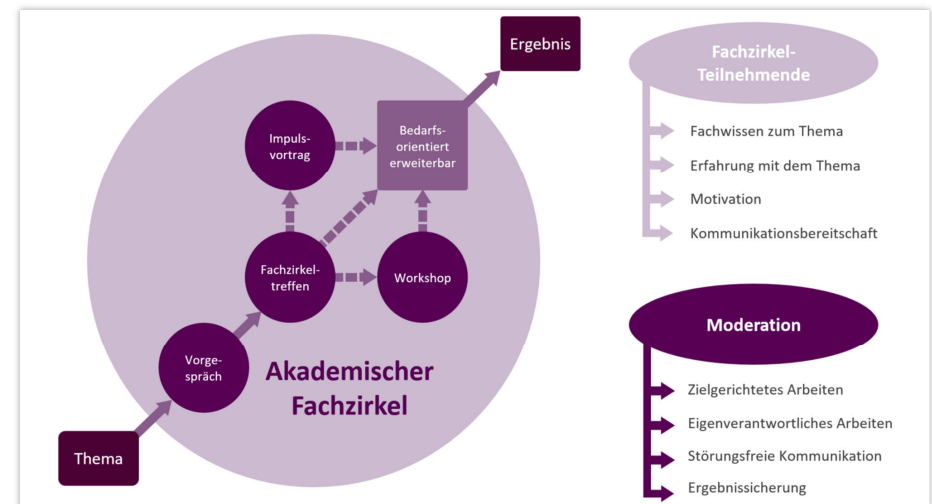 Ergebnis
Impuls-
vortrag
Bedarfs-
orientiert
erweiterbar
Fachzirkel-
treffen
Workshop
Vorge-
spräch
Akademischer
Fachzirkel
Thema
Fachzirkel-
Teilnehmende
Fachwissen zum Thema
Erfahrung mit dem Thema
Motivation
Kommunikationsbereitschaft
Moderation
Zielgerichtetes Arbeiten
Eigenverantwortliches Arbeiten
Störungsfreie Kommunikation
Ergebnissicherung